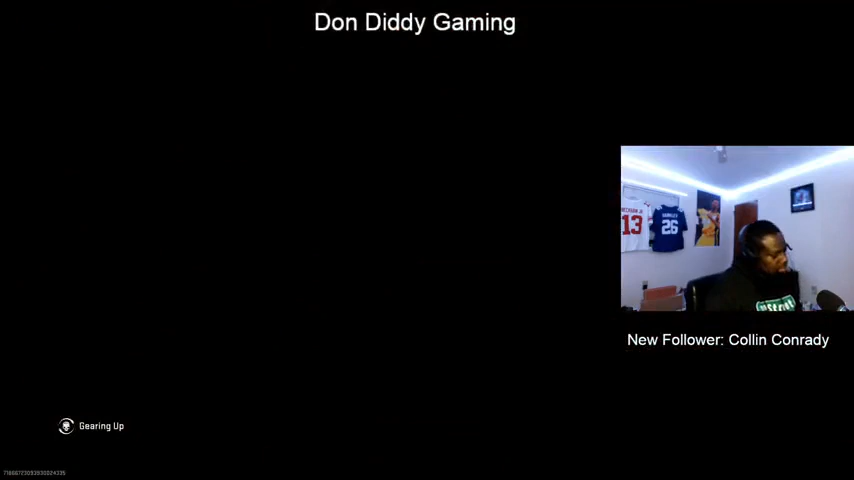 Don Diddy Gaming
13
26
New Follower: Collin Conrady
Gearing Up